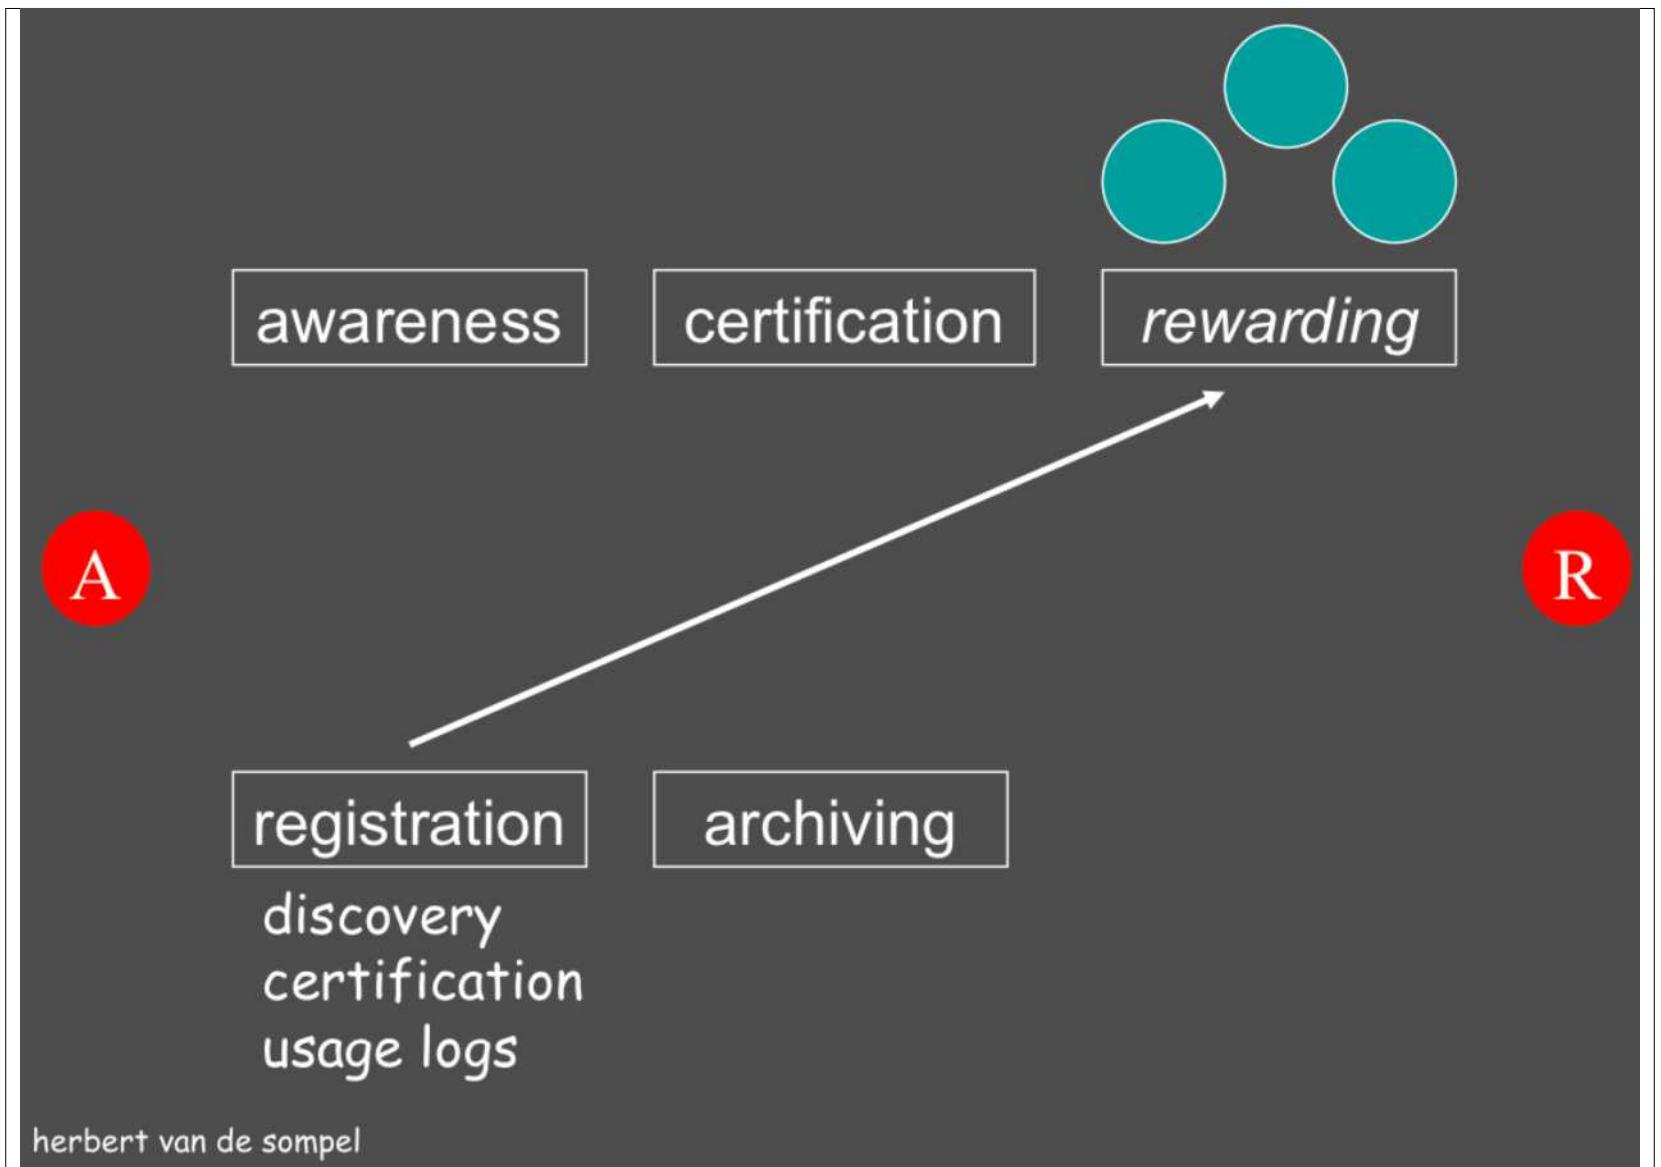 awareness certification rewarding
A R
registration archiving
discovery
certification
usage logs
herbert van de sompel